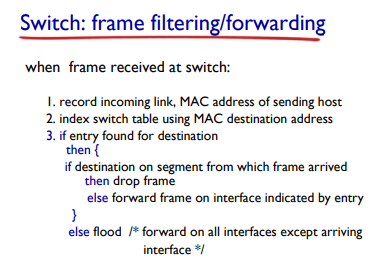 Switch: frame filtering/forwarding
when frame received at switch:
1. record incoming link, MAC address of sending host
2. index switch table using MAC destination address
3. if entry found for destination
then {
if destination on segment from which frame arrived
then drop frame
else forward frame on interface indicated by entry
}
else flood /* forward on all interfaces except arriving
interface */